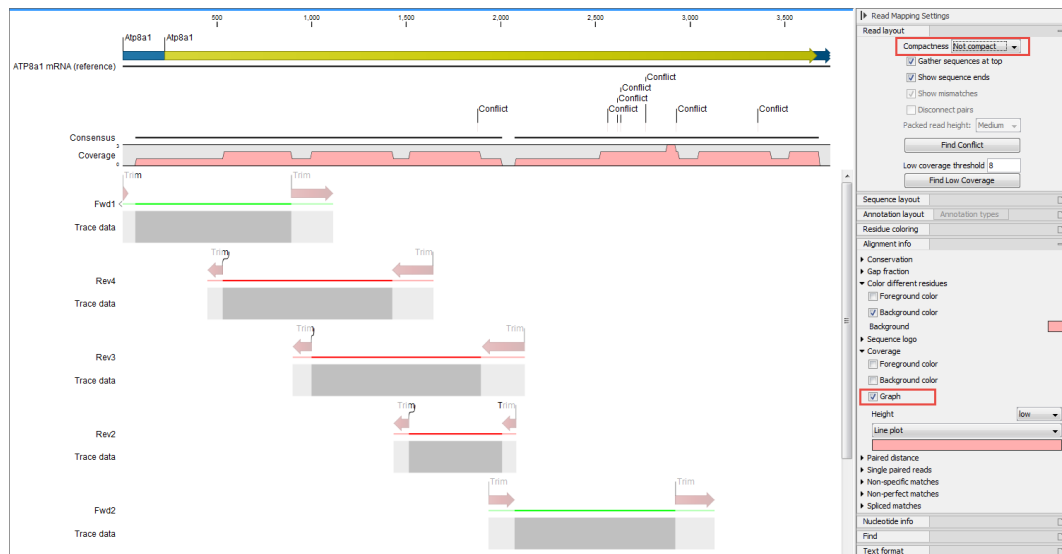 500 1,000 1,500 2,000 2,500 3,000 3,500
Atp8a1 Atp8a1
ATP8a1 mRNA (reference)
Conflict
Conflict
Conflict
Conflict Conflict Conflict Conflict
Consensus
3
Coverage
0
Trim Trim
Fwd1
Trace data
Trim Trim
Rev4
Trace data
Trim Trim
Rev3
Trace data
Trim Trim
Rev2
Trace data
Trim Trim
Fwd2
Trace data
Read Mapping Settings
Read layout
Compactness Not compact
Gather sequences at top
Show sequence ends
Show mismatches
Disconnect pairs
Packed read height: Medium
Find Conflict
Low coverage threshold 8
Find Low Coverage
Sequence layout
Annotation layout Annotation types
Residue coloring
Alignment info
Conservation
Gap fraction
Color different residues
Foreground color
Background color
Background
Sequence logo
Coverage
Foreground color
Background color
Graph
Height low
Line plot
Paired distance
Single paired reads
Non-specific matches
Non-perfect matches
Spliced matches
Nucleotide info
Find
Text format